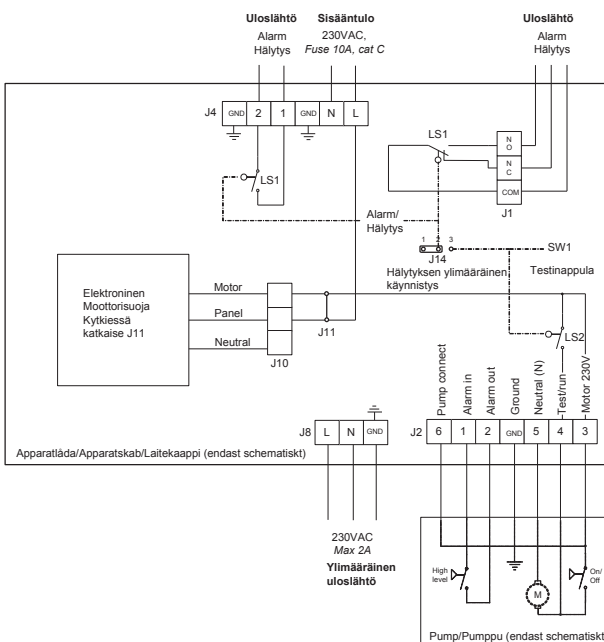 Uloslähtö
Alarm
Hälytys
Sisääntulo
230VAC,
Fuse 10A, cat C
Uloslähtö
Alarm
Hälytys
J4 GND 2 1 GND N L
LS1
NO
NC
COM
J1
LS1
Alarm/
Hälytys
1 2 3
J14
SW1
Hälytyksen ylimääräinen
käynnistys
Testinappula
Elektroninen
Moottorisuoja
Kytkiessä
katkaise J11
Motor
Panel
Neutral
J10
J11
LS2
Pump connect
Alarm in
Alarm out
Ground
Neutral (N)
Test/run
Motor 230V
J8 L N GND
J2 6 1 2 GND 5 4 3
Apparatlåda/Apparatskab/Laitekaappi (endast schematiskt)
230VAC
Max 2A
Ylimääräinen
uloslähtö
High
level
M
On/
Off
Pump/Pumppu (endast schematiskt